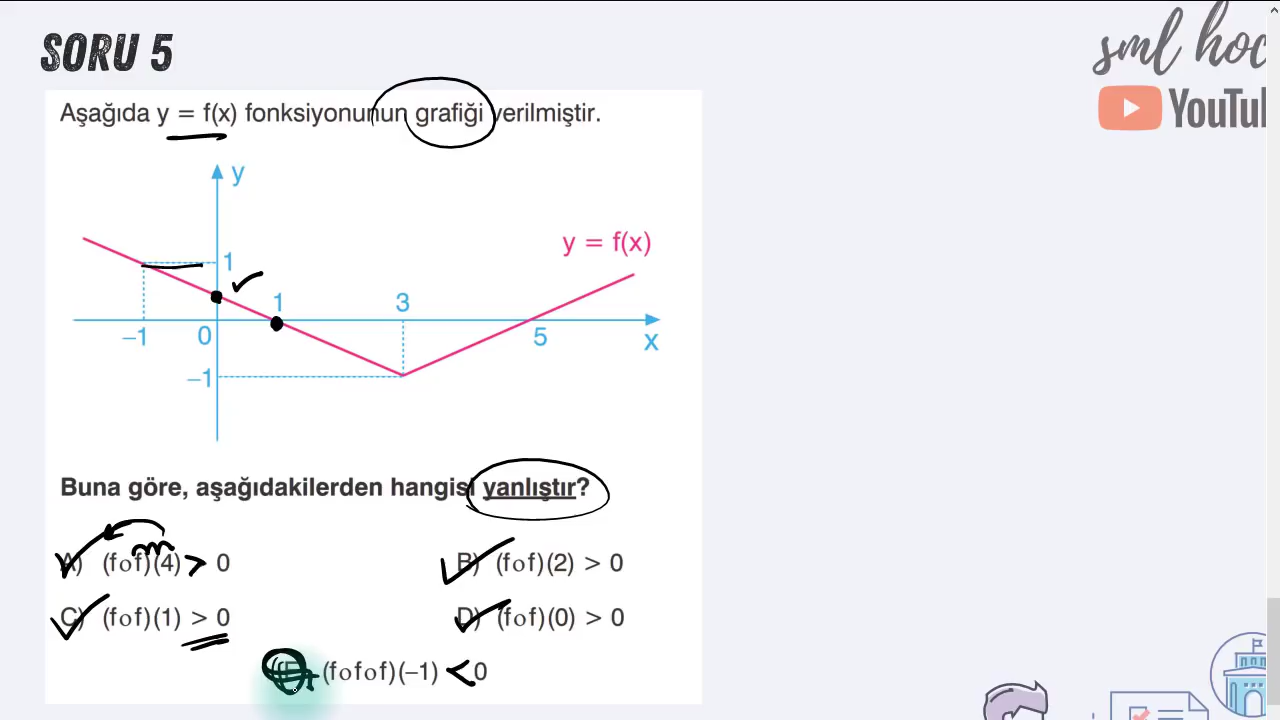 SORU 5
sml hoc
YouTu
Aşağıda y = f(x) fonksiyonunun grafiği verilmiştir.
y
y = f(x)
1
1
3
−1
0
5
x
−1
Buna göre, aşağıdakilerden hangisi yanlıştır?
A) (fof)(4) > 0
B) (fof)(2) > 0
C) (fof)(1) > 0
D) (fof)(0) > 0
(fofof)(−1) < 0